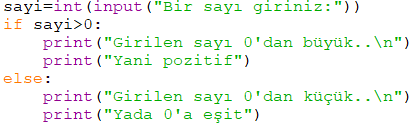 sayi=int(input("Bir sayı giriniz:"))
if sayi>0:
    print("Girilen sayı 0'dan büyük..\n")
    print("Yani pozitif")
else:
    print("Girilen sayı 0'dan küçük..\n")
    print("Yada 0'a eşit")